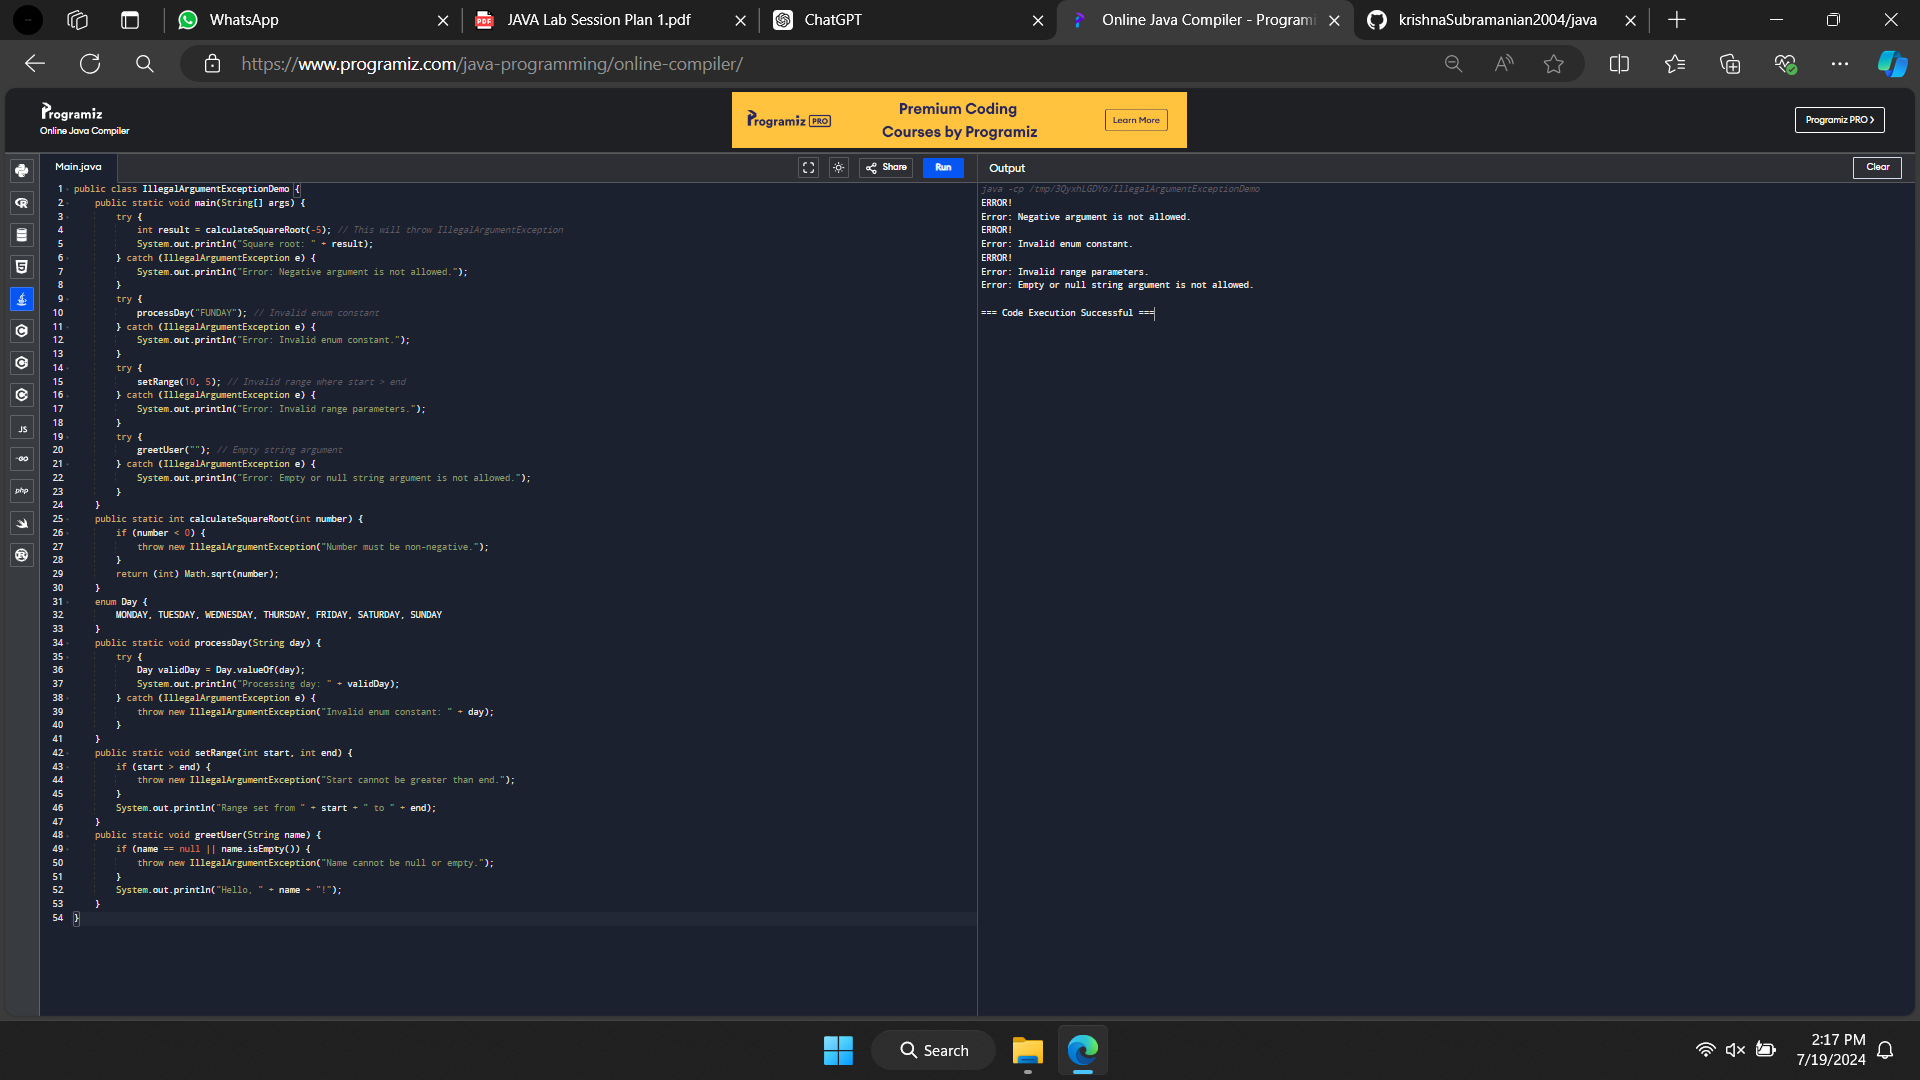 WhatsApp
JAVA Lab Session Plan 1.pdf
ChatGPT
Online Java Compiler - Programi
krishnaSubramanian2004/java
https://www.programiz.com/java-programming/online-compiler/
Programiz
Online Java Compiler
Programiz PRO
Premium Coding
Courses by Programiz
Learn More
Programiz PRO >
Main.java
Share
Run
Output
Clear
1 public class IllegalArgumentExceptionDemo {
2 public static void main(String[] args) {
3 try {
4 int result = calculateSquareRoot(-5); // This will throw IllegalArgumentException
5 System.out.println("Square root: " + result);
6 } catch (IllegalArgumentException e) {
7 System.out.println("Error: Negative argument is not allowed.");
8 }
9 try {
10 processDay("FUNDAY"); // Invalid enum constant
11 } catch (IllegalArgumentException e) {
12 System.out.println("Error: Invalid enum constant.");
13 }
14 try {
15 setRange(10, 5); // Invalid range where start > end
16 } catch (IllegalArgumentException e) {
17 System.out.println("Error: Invalid range parameters.");
18 }
19 try {
20 greetUser(""); // Empty string argument
21 } catch (IllegalArgumentException e) {
22 System.out.println("Error: Empty or null string argument is not allowed.");
23 }
24 }
25 public static int calculateSquareRoot(int number) {
26 if (number < 0) {
27 throw new IllegalArgumentException("Number must be non-negative.");
28 }
29 return (int) Math.sqrt(number);
30 }
31 enum Day {
32 MONDAY, TUESDAY, WEDNESDAY, THURSDAY, FRIDAY, SATURDAY, SUNDAY
33 }
34 public static void processDay(String day) {
35 try {
36 Day validDay = Day.valueOf(day);
37 System.out.println("Processing day: " + validDay);
38 } catch (IllegalArgumentException e) {
39 throw new IllegalArgumentException("Invalid enum constant: " + day);
40 }
41 }
42 public static void setRange(int start, int end) {
43 if (start > end) {
44 throw new IllegalArgumentException("Start cannot be greater than end.");
45 }
46 System.out.println("Range set from " + start + " to " + end);
47 }
48 public static void greetUser(String name) {
49 if (name == null || name.isEmpty()) {
50 throw new IllegalArgumentException("Name cannot be null or empty.");
51 }
52 System.out.println("Hello, " + name + "!");
53 }
54 }
java -cp /tmp/3QyxhLGDYo/IllegalArgumentExceptionDemo
ERROR!
Error: Negative argument is not allowed.
ERROR!
Error: Invalid enum constant.
ERROR!
Error: Invalid range parameters.
Error: Empty or null string argument is not allowed.
=== Code Execution Successful ===
JS
GO
php
Search
2:17 PM
7/19/2024